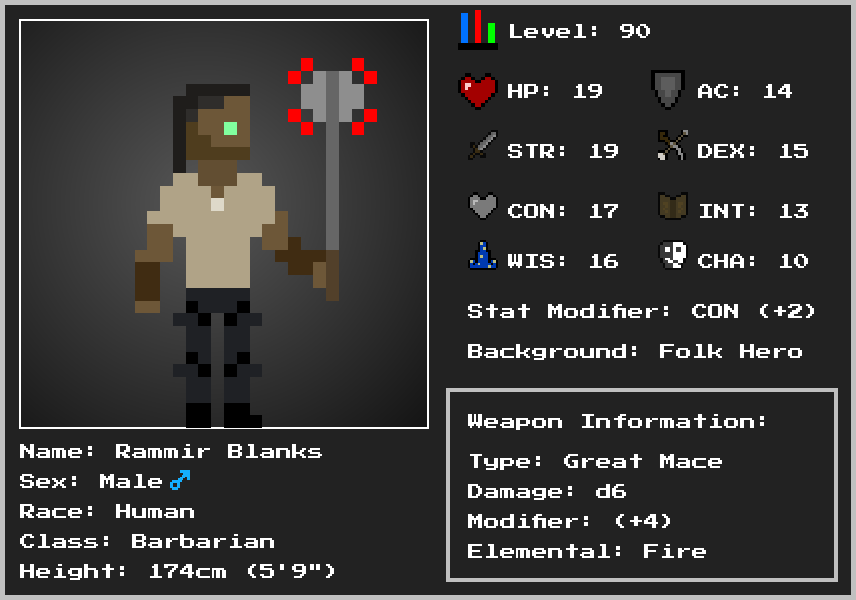 Level: 90
HP: 19 AC: 14
STR: 19 DEX: 15
CON: 17 INT: 13
WIS: 16 CHA: 10
Stat Modifier: CON (+2)
Background: Folk Hero
Weapon Information:
Type: Great Mace
Damage: d6
Modifier: (+4)
Elemental: Fire
Name: Rammir Blanks
Sex: Male ♂
Race: Human
Class: Barbarian
Height: 174cm (5'9")